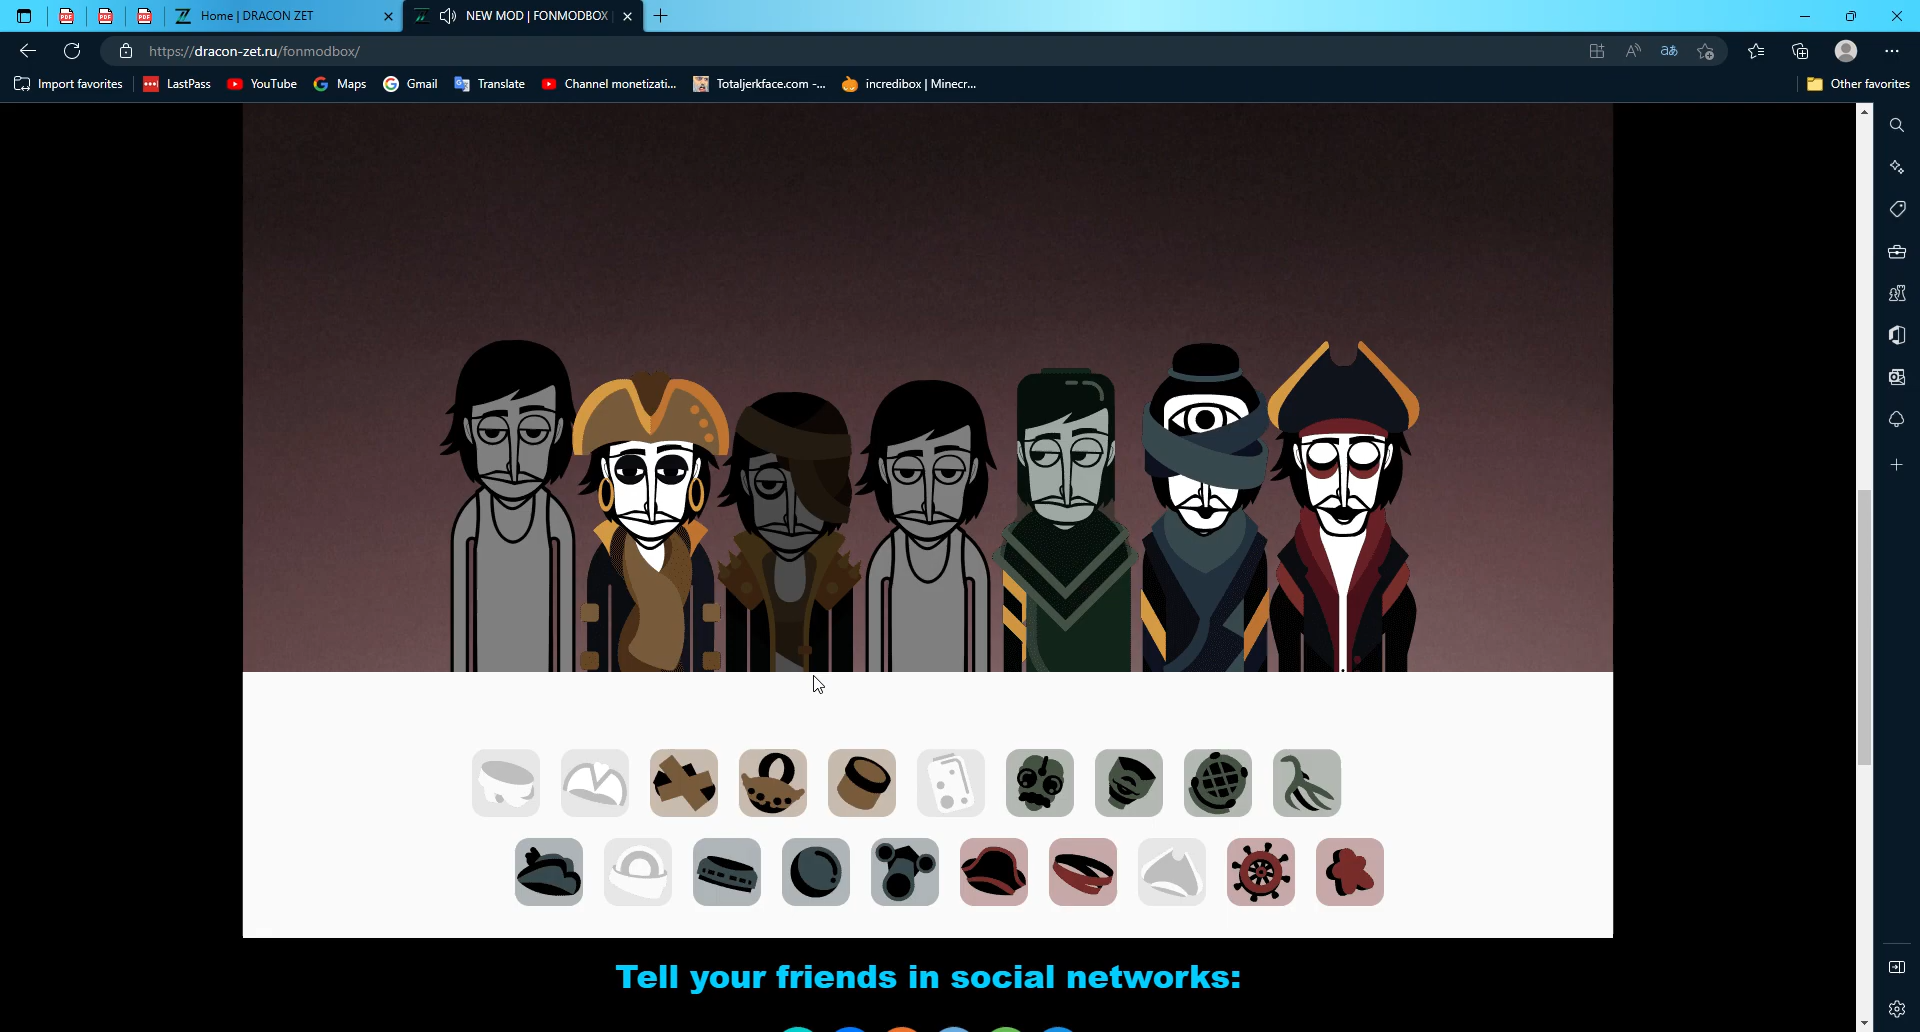 Home | DRACON ZET
NEW MOD | FONMODBOX
https://dracon-zet.ru/fonmodbox/
Import favorites
LastPass
YouTube
Maps
Gmail
Translate
Channel monetizati...
Totaljerkface.com -...
incredibox | Minecr...
Other favorites
Tell your friends in social networks: